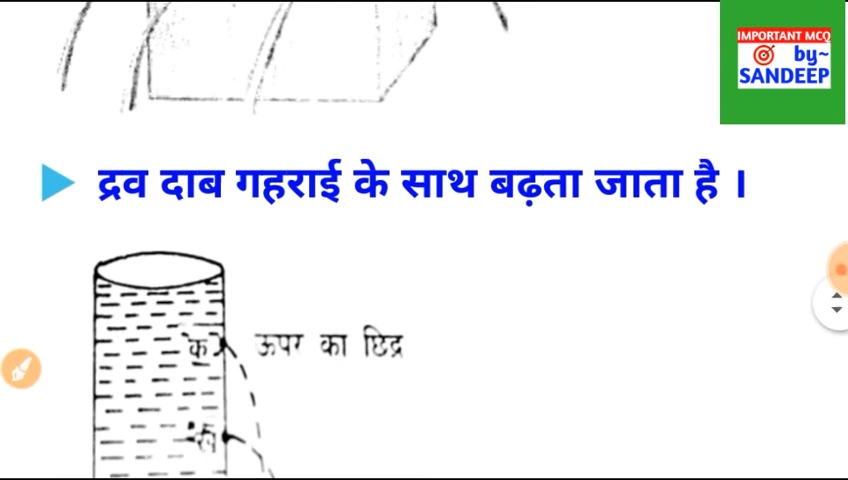 IMPORTANT MCQ
by~
SANDEEP
द्रव दाब गहराई के साथ बढ़ता जाता है ।
क ऊपर का छिद्र